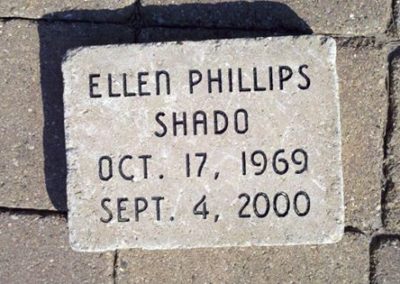 ELLEN PHILLIPS
SHADO
OCT. 17, 1969
SEPT. 4, 2000